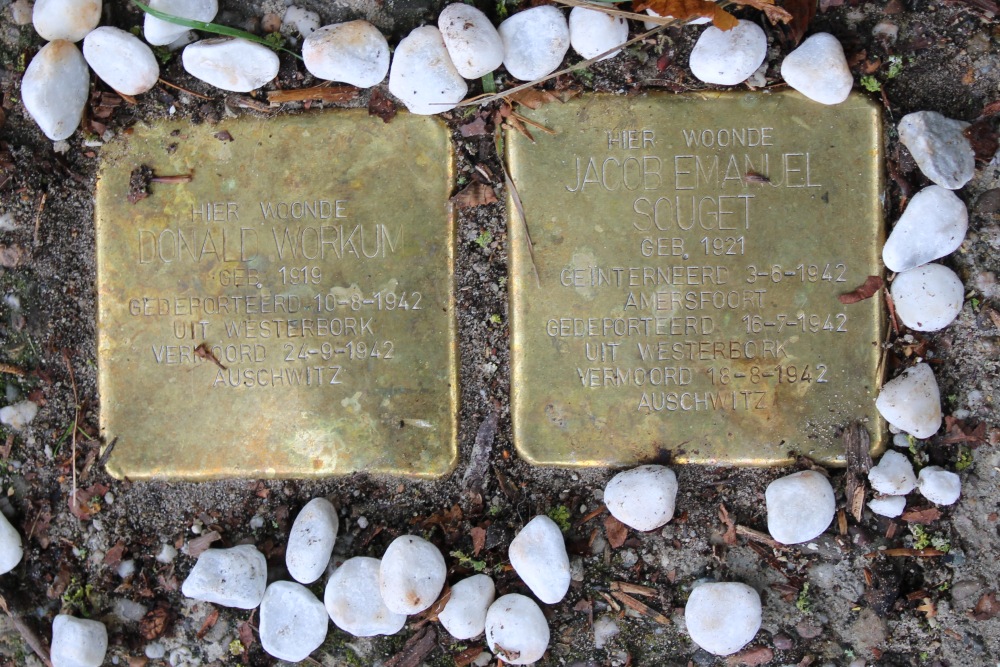 HIER WOONDE
DONALD WORKUM
GEB. 1919
GEDEPORTEERD 10-8-1942
UIT WESTERBORK
VERMOORD 24-9-1942
AUSCHWITZ
HIER WOONDE
JACOB EMANUEL
SOUGET
GEB. 1921
GEÏNTERNEERD 3-6-1942
AMERSFOORT
GEDEPORTEERD 16-7-1942
UIT WESTERBORK
VERMOORD 18-8-1942
AUSCHWITZ